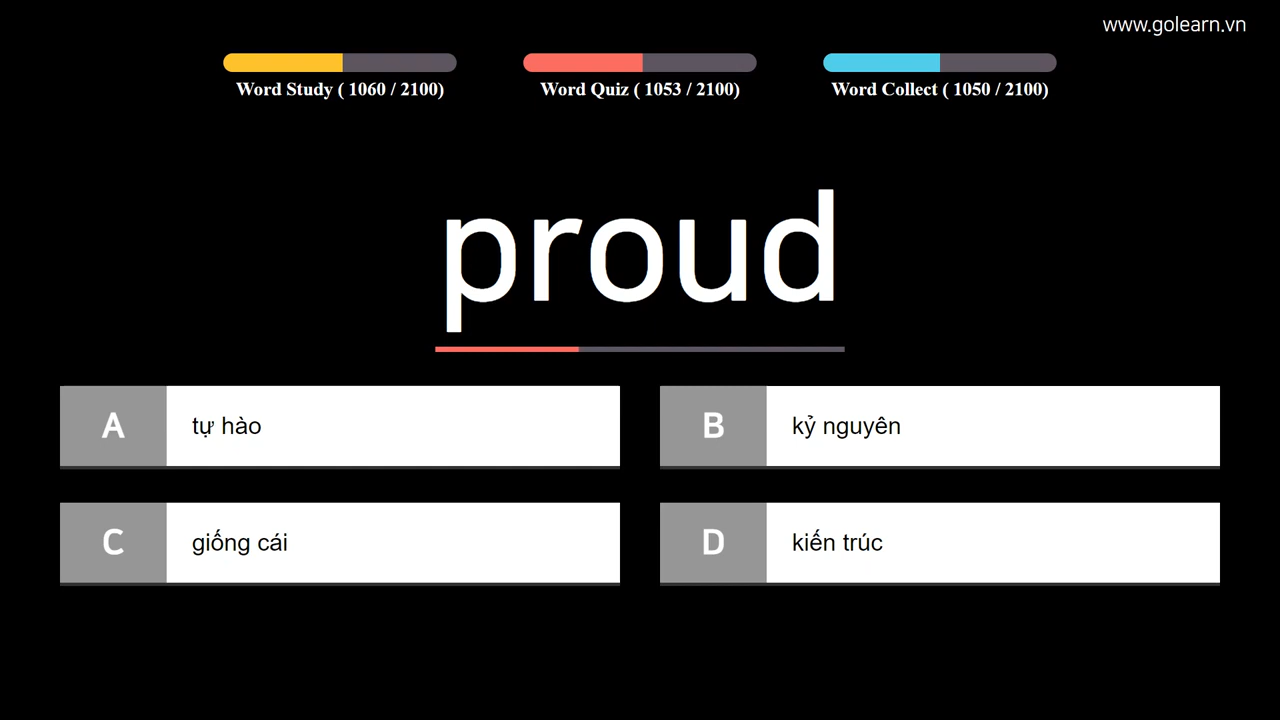 www.golearn.vn
Word Study ( 1060 / 2100)
Word Quiz ( 1053 / 2100)
Word Collect ( 1050 / 2100)
proud
A tự hào
B kỷ nguyên
C giống cái
D kiến trúc